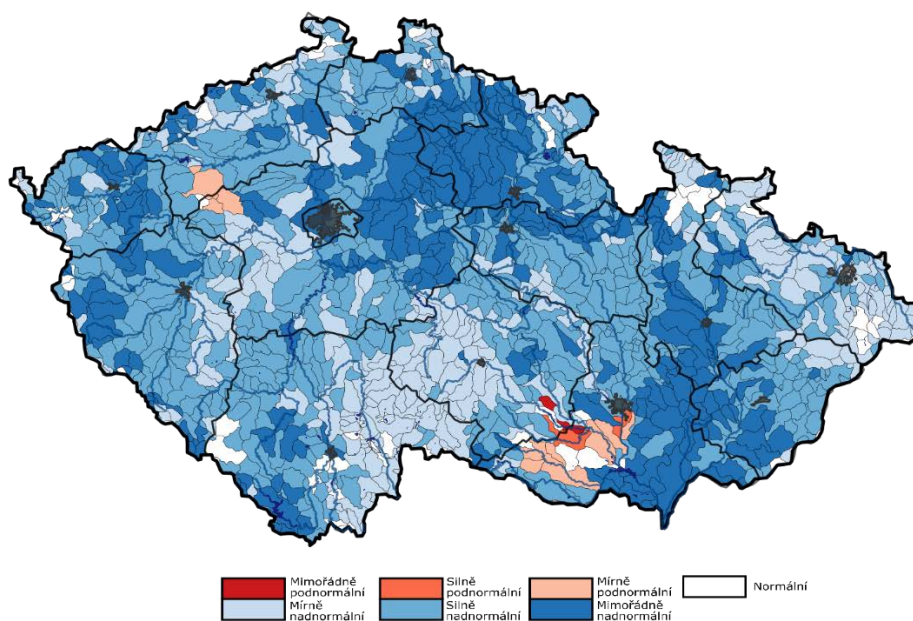 Mimořádně
podnormální
Silně
podnormální
Mírně
podnormální
Normální
Mírně
nadnormální
Silně
nadnormální
Mimořádně
nadnormální